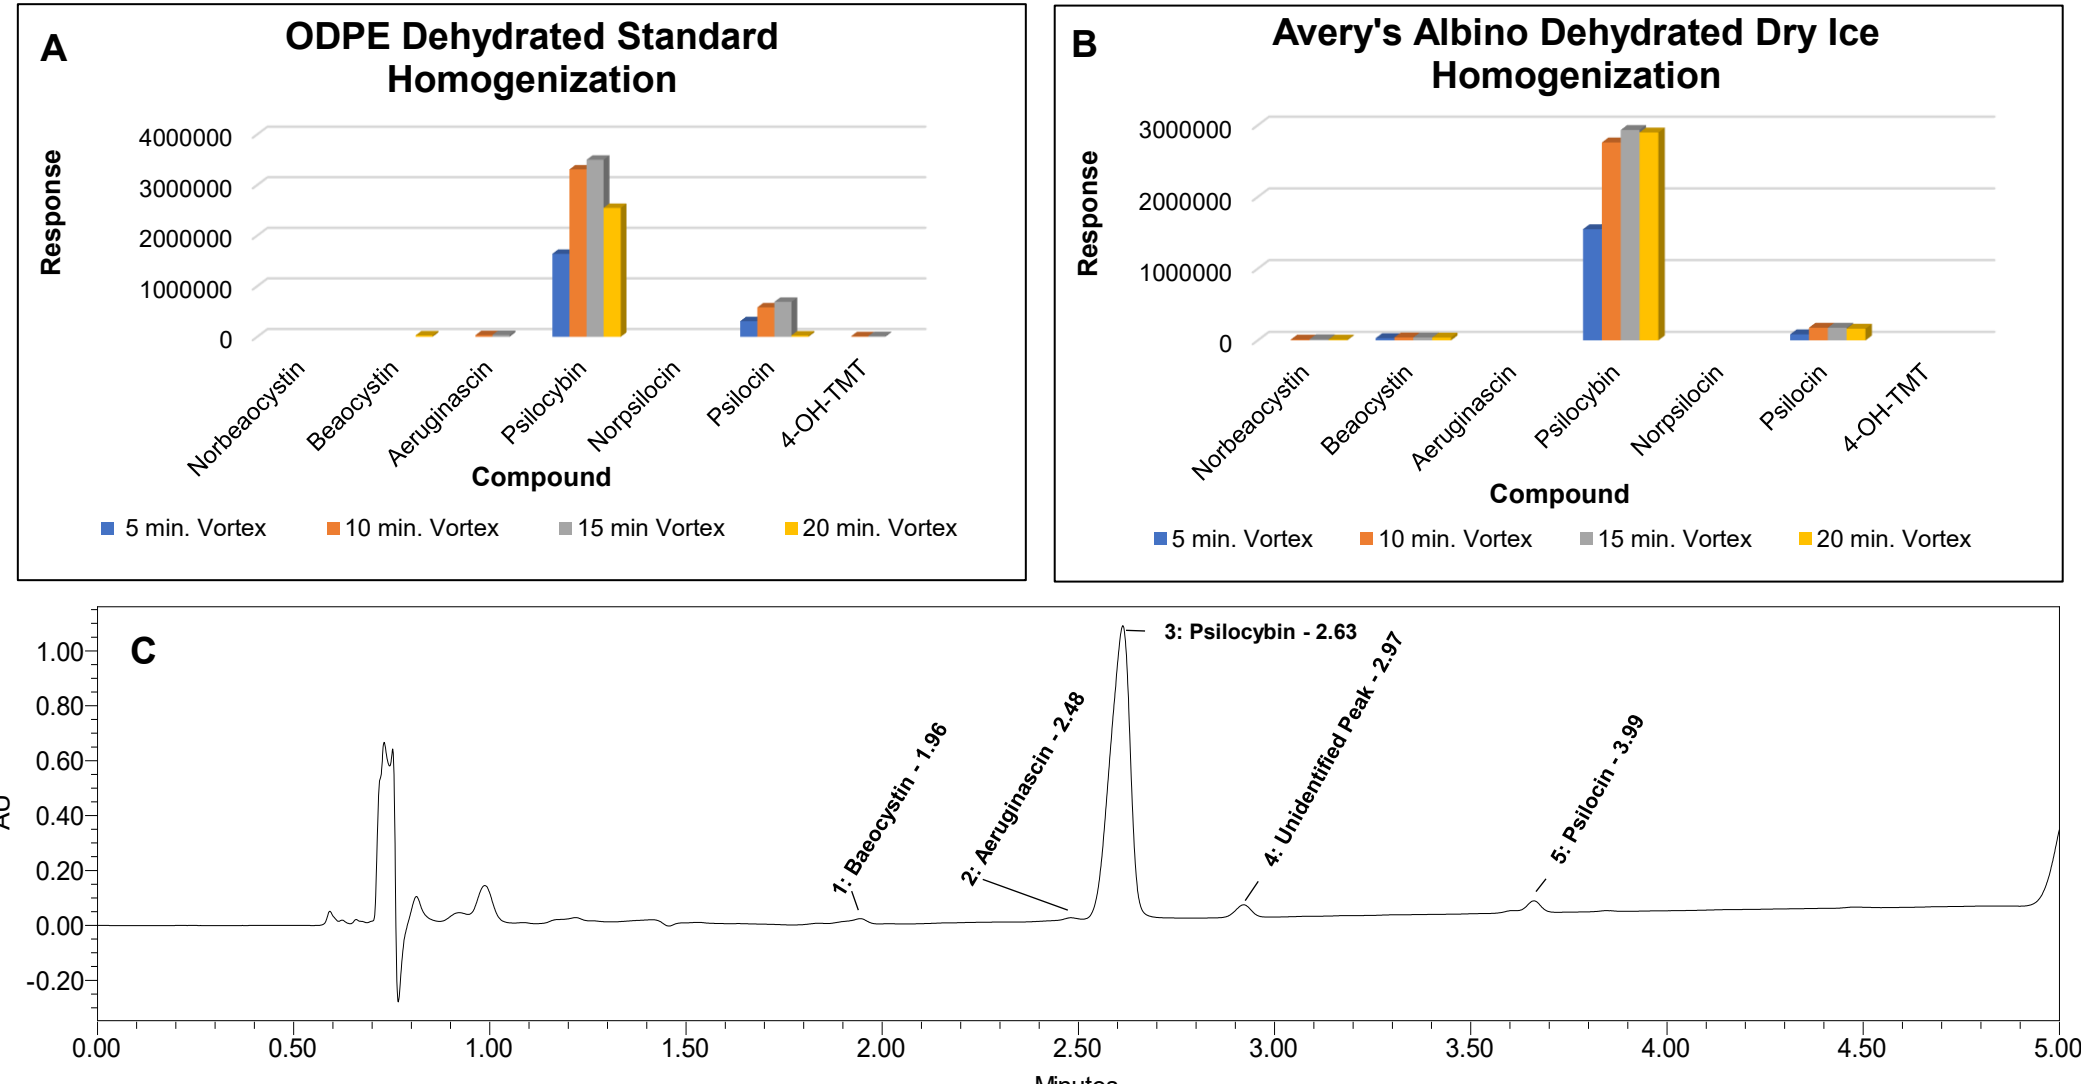 A
ODPE Dehydrated Standard
Homogenization
Response
4000000
3000000
2000000
1000000
0
Norbeaocystin
Beaocystin
Aeruginascin
Psilocybin
Norpsilocin
Psilocin
4-OH-TMT
Compound
5 min. Vortex
10 min. Vortex
15 min Vortex
20 min. Vortex
B
Avery's Albino Dehydrated Dry Ice
Homogenization
Response
3000000
2000000
1000000
0
Norbeaocystin
Beaocystin
Aeruginascin
Psilocybin
Norpsilocin
Psilocin
4-OH-TMT
Compound
5 min. Vortex
10 min. Vortex
15 min. Vortex
20 min. Vortex
C
AU
1.00
0.80
0.60
0.40
0.20
0.00
-0.20
1: Baeocystin - 1.96
2: Aeruginascin - 2.48
3: Psilocybin - 2.63
4: Unidentified Peak - 2.97
5: Psilocin - 3.99
0.00
0.50
1.00
1.50
2.00
2.50
3.00
3.50
4.00
4.50
5.00
Minutes